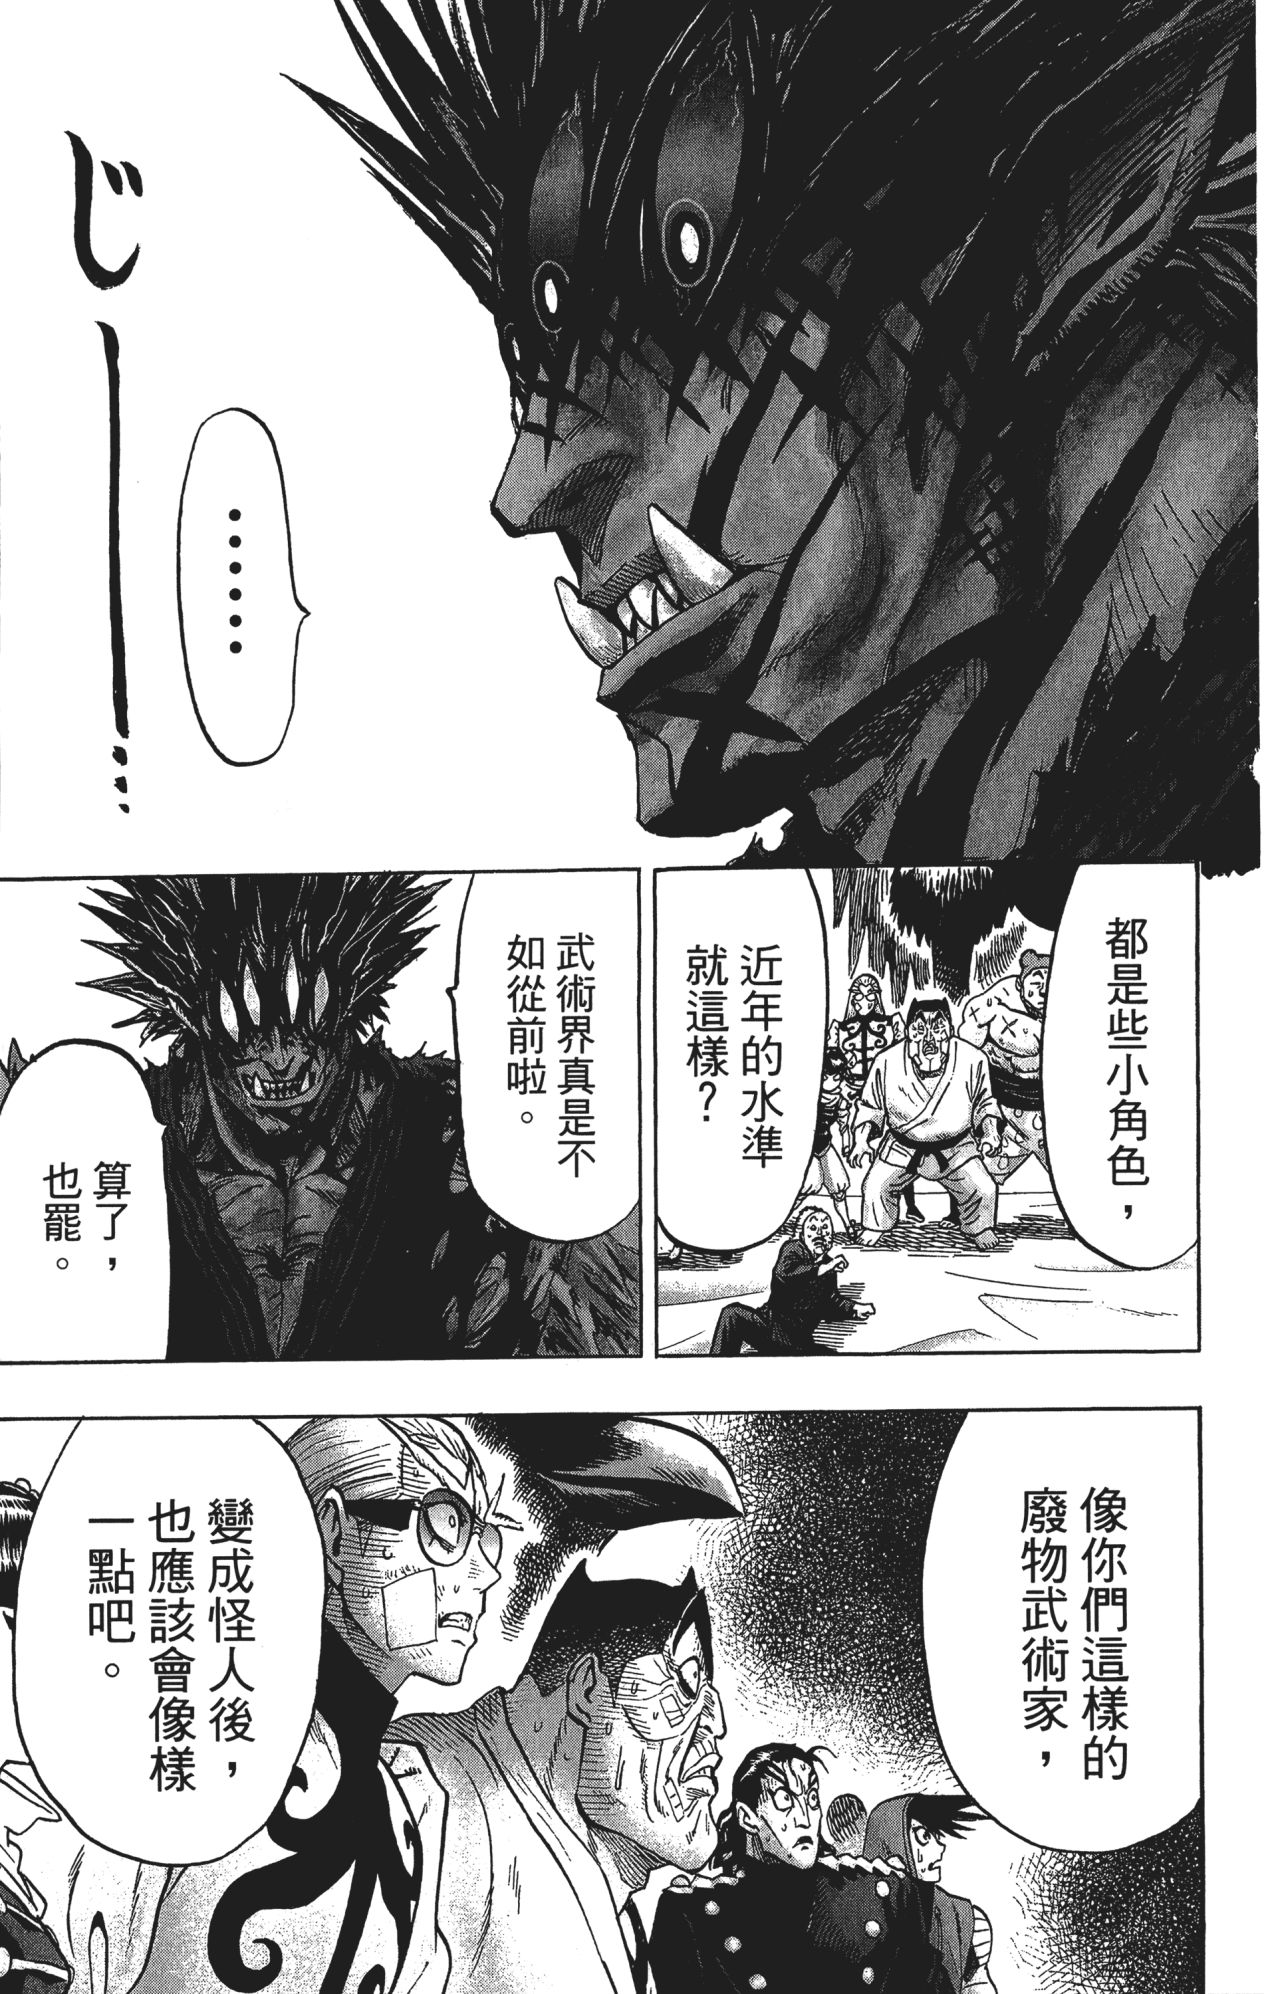 じー…
……
都是些小角色，
近年的水準
就這樣？
武術界真是不
如從前啦。
算了，
也罷。
像你們這樣的
廢物武術家，
變成怪人後，
也應該會像樣
一點吧。